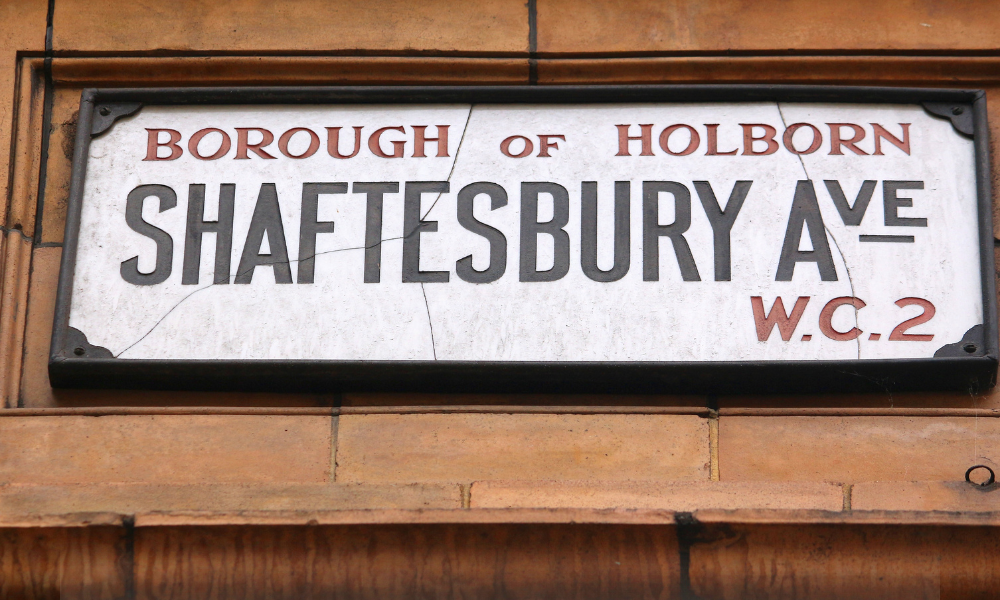 BOROUGH OF HOLBORN
SHAFTESBURY AVE
W.C.2